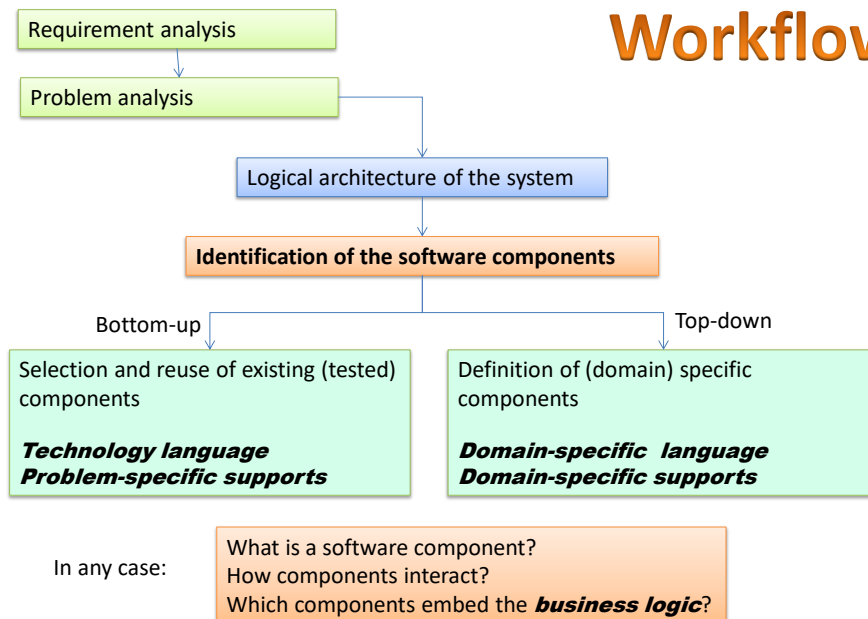 Workflow
Requirement analysis
Problem analysis
Logical architecture of the system
Identification of the software components
Bottom-up
Top-down
Selection and reuse of existing (tested)
components
Technology language
Problem-specific supports
Definition of (domain) specific
components
Domain-specific language
Domain-specific supports
In any case:
What is a software component?
How components interact?
Which components embed the business logic?